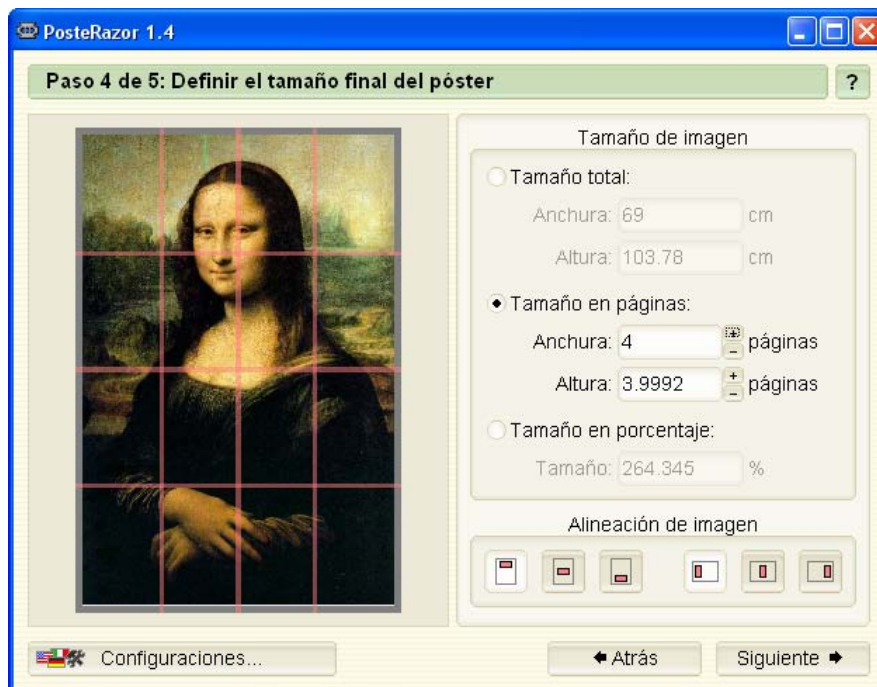 PosteRazor 1.4
Paso 4 de 5: Definir el tamaño final del póster
?
Tamaño de imagen
Tamaño total:
Anchura: 69 cm
Altura: 103.78 cm
Tamaño en páginas:
Anchura: 4 páginas
Altura: 3.9992 páginas
Tamaño en porcentaje:
Tamaño: 264.345 %
Alineación de imagen
Configuraciones...
Atrás
Siguiente